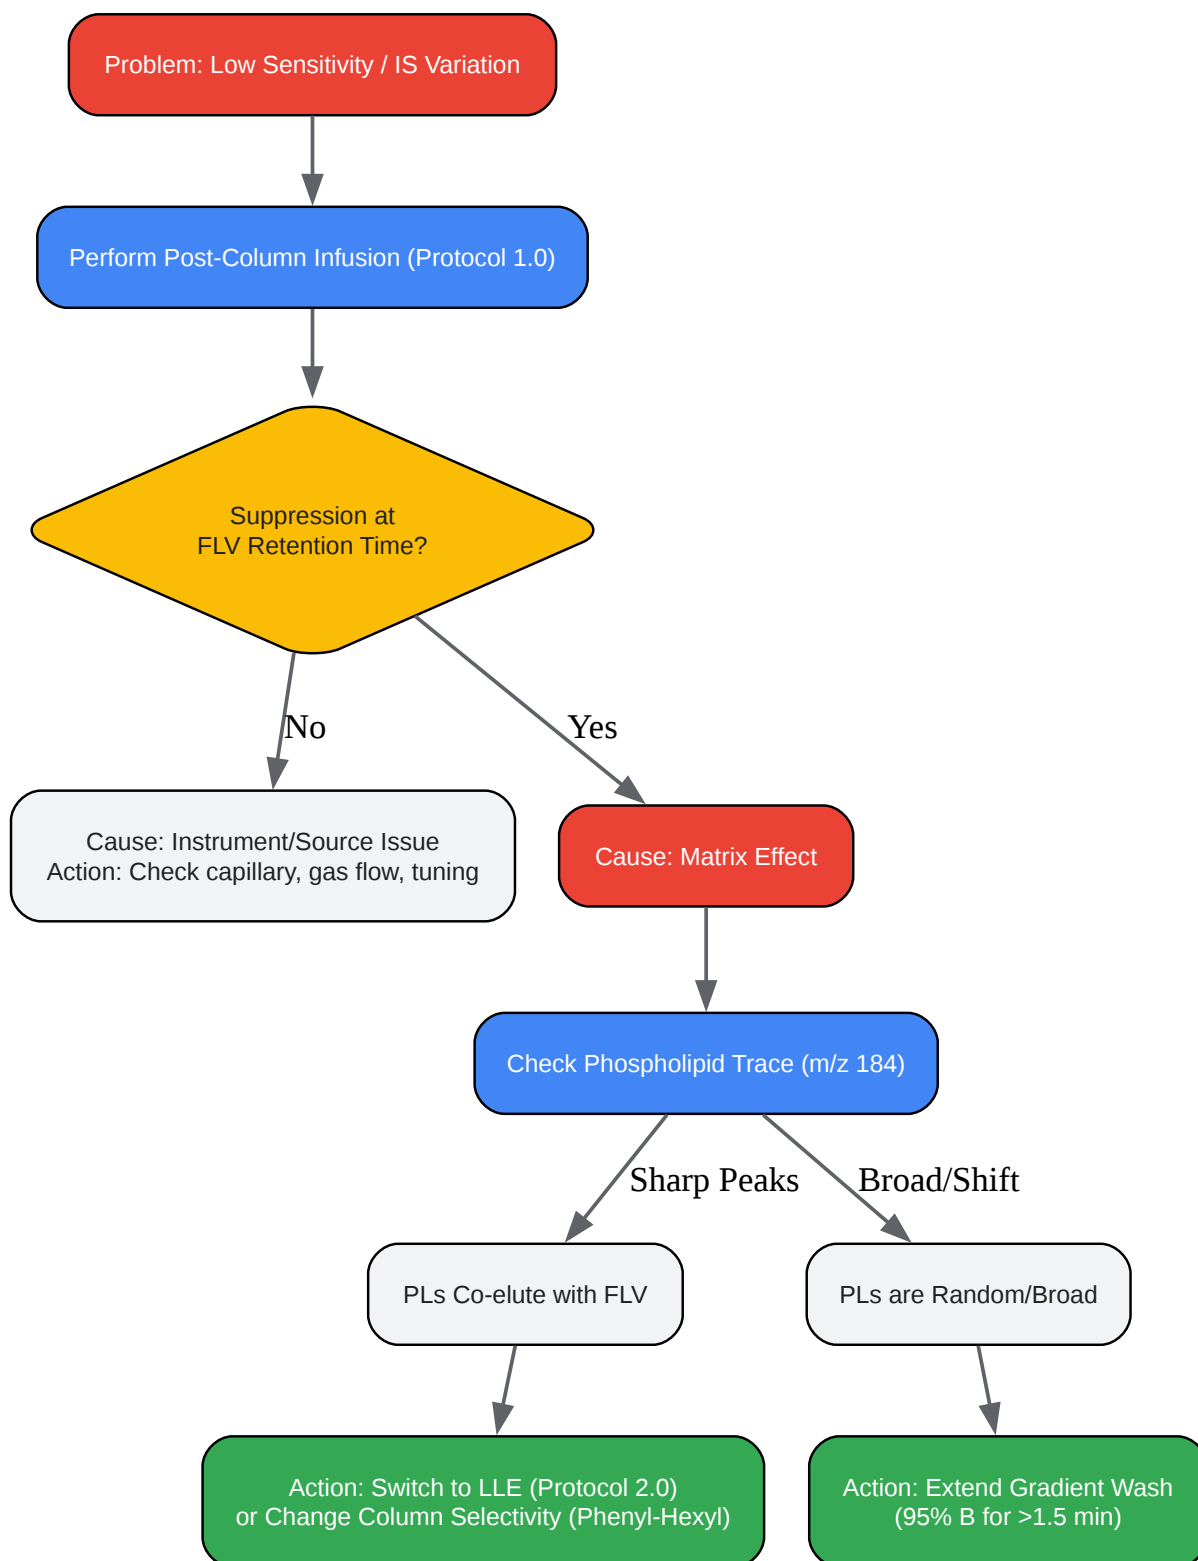 Problem: Low Sensitivity / IS Variation
Perform Post-Column Infusion (Protocol 1.0)
Suppression at
FLV Retention Time?
No
Yes
Cause: Instrument/Source Issue
Action: Check capillary, gas flow, tuning
Cause: Matrix Effect
Check Phospholipid Trace (m/z 184)
Sharp Peaks
Broad/Shift
PLs Co-elute with FLV
PLs are Random/Broad
Action: Switch to LLE (Protocol 2.0)
or Change Column Selectivity (Phenyl-Hexyl)
Action: Extend Gradient Wash
(95% B for >1.5 min)